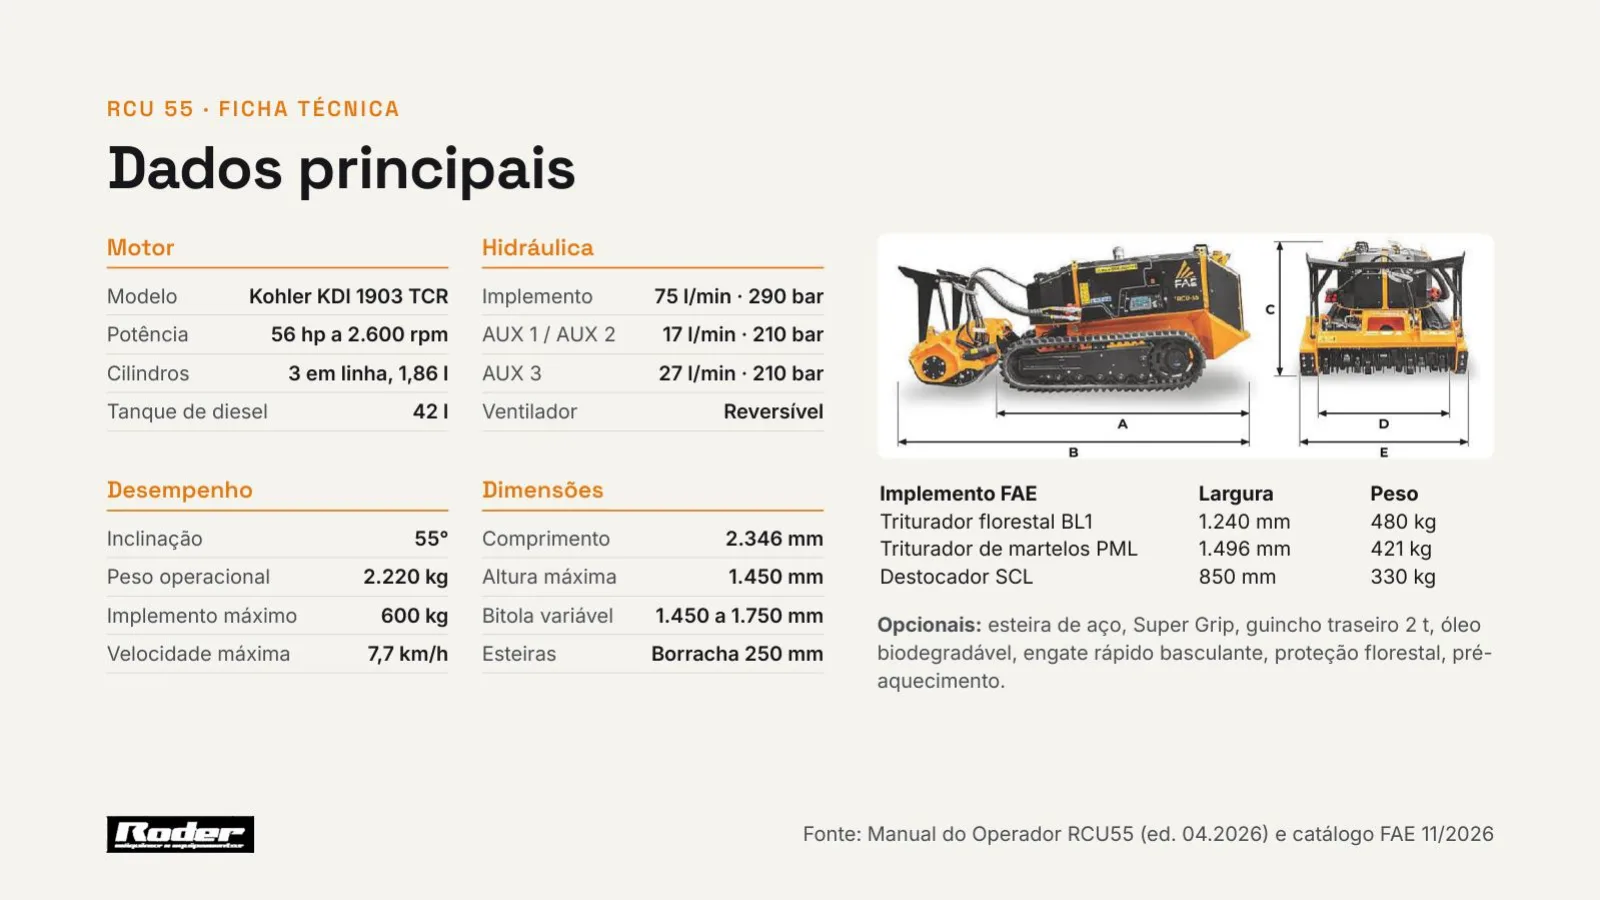 RCU 55 · FICHA TÉCNICA
Dados principais
Motor
Modelo Kohler KDI 1903 TCR
Potência 56 hp a 2.600 rpm
Cilindros 3 em linha, 1,86 l
Tanque de diesel 42 l
Hidráulica
Implemento 75 l/min · 290 bar
AUX 1 / AUX 2 17 l/min · 210 bar
AUX 3 27 l/min · 210 bar
Ventilador Reversível
Desempenho
Inclinação 55°
Peso operacional 2.220 kg
Implemento máximo 600 kg
Velocidade máxima 7,7 km/h
Dimensões
Comprimento 2.346 mm
Altura máxima 1.450 mm
Bitola variável 1.450 a 1.750 mm
Esteiras Borracha 250 mm
FAE
A
B
C
D
E
Implemento FAE Largura Peso
Triturador florestal BL1 1.240 mm 480 kg
Triturador de martelos PML 1.496 mm 421 kg
Destocador SCL 850 mm 330 kg
Opcionais: esteira de aço, Super Grip, guincho traseiro 2 t, óleo
biodegradável, engate rápido basculante, proteção florestal, pré-
aquecimento.
Roder
máquinas e equipamentos
Fonte: Manual do Operador RCU55 (ed. 04.2026) e catálogo FAE 11/2026